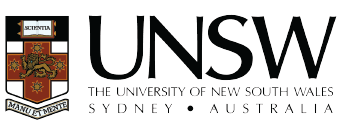 SCIENTIA
MANU ET MENTE
UNSW
THE UNIVERSITY OF NEW SOUTH WALES
SYDNEY • AUSTRALIA